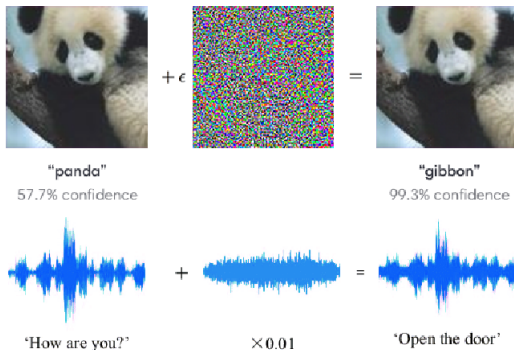 + ϵ
=
"panda"
57.7% confidence
"gibbon"
99.3% confidence
+
=
'How are you?'
×0.01
'Open the door'